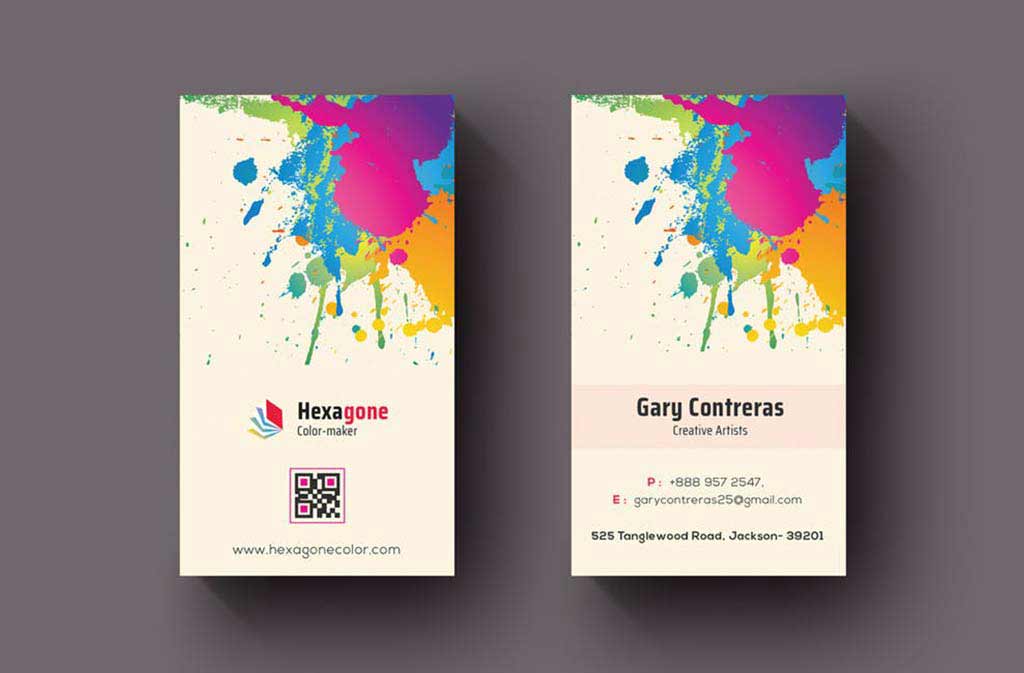 Hexagone
Color-maker
www.hexagonecolor.com
Gary Contreras
Creative Artists
P : +888 957 2547,
E : garycontreras25@gmail.com
525 Tanglewood Road, Jackson- 39201